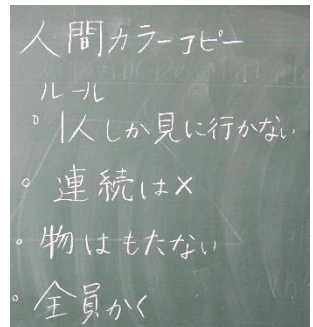 人間カラーコピー
ルール
。1人しか見に行かない
。連続は×
。物はもたない
。全員かく